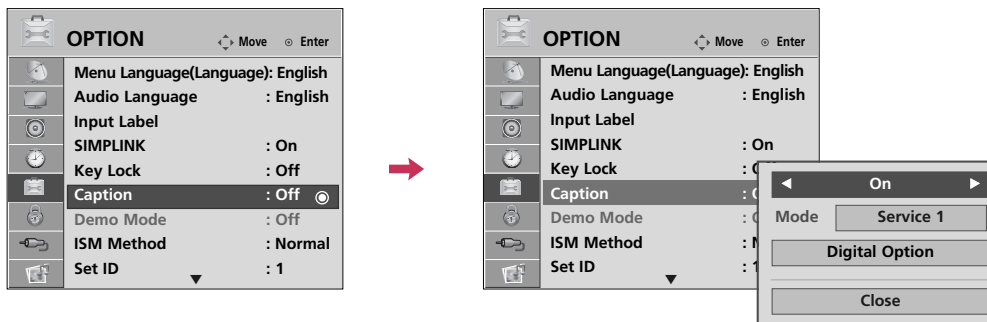 OPTION Move Enter
Menu Language(Language): English
Audio Language : English
Input Label
SIMPLINK : On
Key Lock : Off
Caption : Off
Demo Mode : Off
ISM Method : Normal
Set ID : 1
OPTION Move Enter
Menu Language(Language): English
Audio Language : English
Input Label
SIMPLINK : On
Key Lock :
Caption :
Demo Mode :
ISM Method :
Set ID : 1
On
Mode Service 1
Digital Option
Close